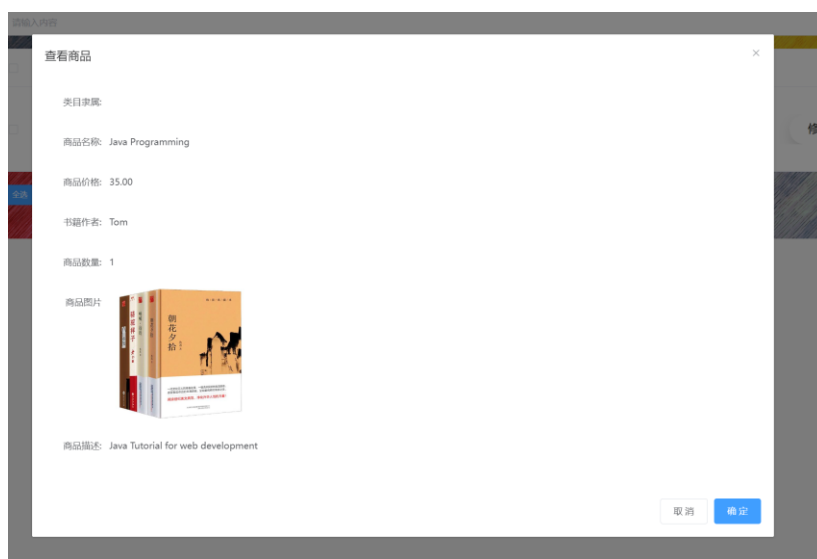 请输入内容
查看商品
×
类目隶属:
修
商品名称: Java Programming
商品价格: 35.00
全选
书籍作者: Tom
商品数量: 1
商品图片
骆驼祥子
朝花夕拾
商品描述: Java Tutorial for web development
取消 确定